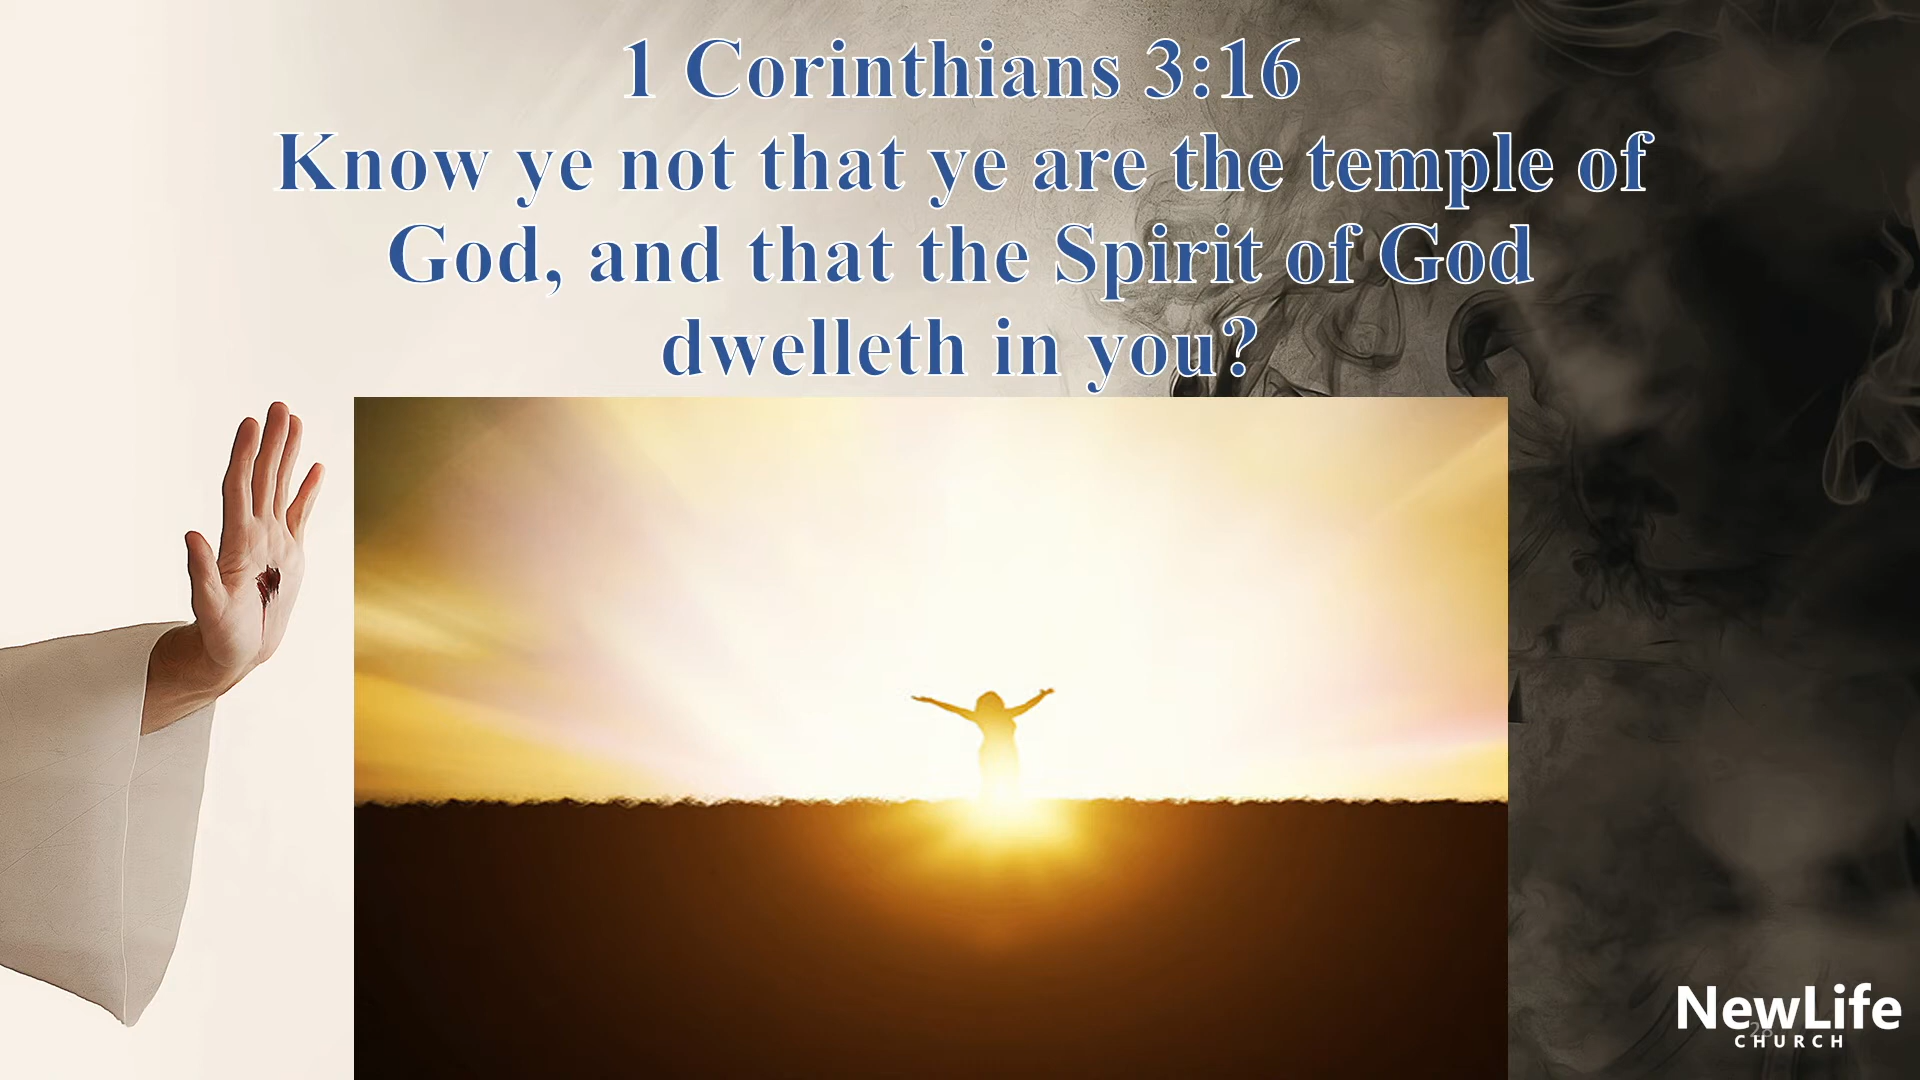 1 Corinthians 3:16
Know ye not that ye are the temple of
God, and that the Spirit of God
dwelleth in you?
NewLife
CHURCH